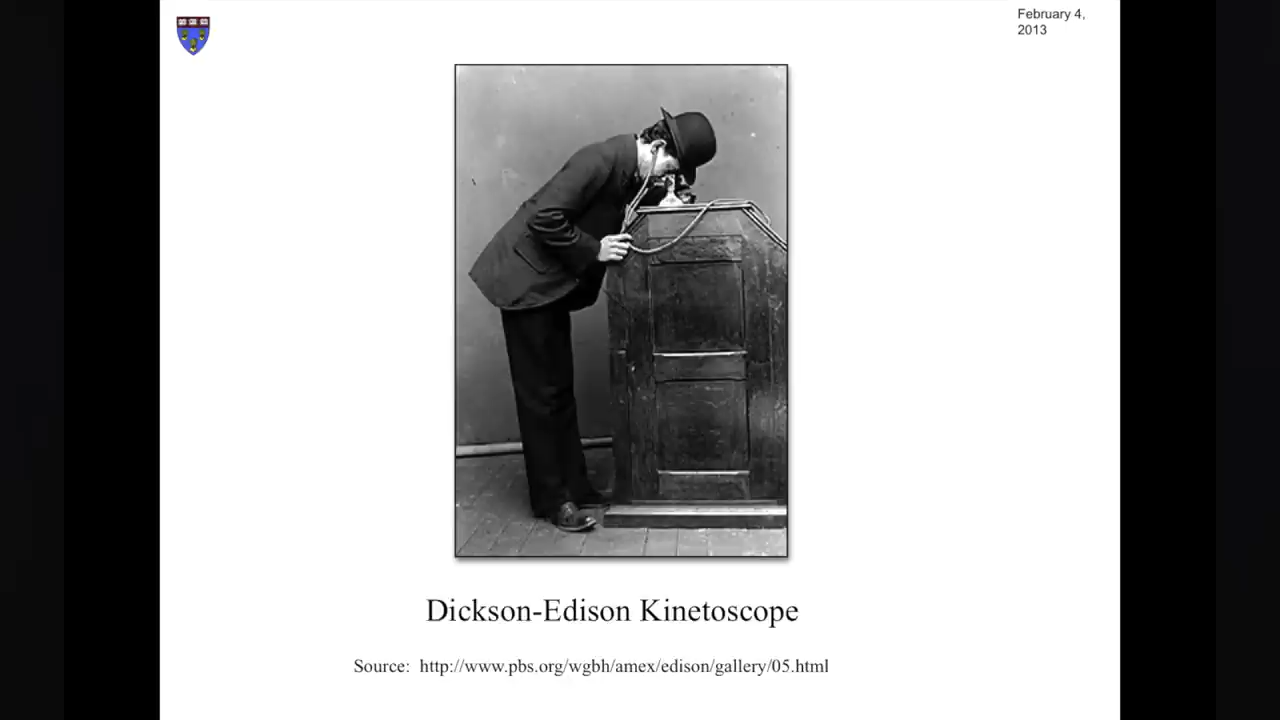 February 4,
2013
Dickson-Edison Kinetoscope
Source: http://www.pbs.org/wgbh/amex/edison/gallery/05.html